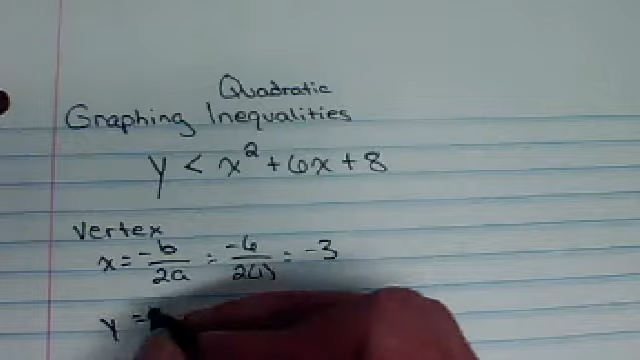 Quadratic
Graphing Inequalities
y < x² + 6x + 8
Vertex
x = -b/2a = -6/2(1) = -3
y =